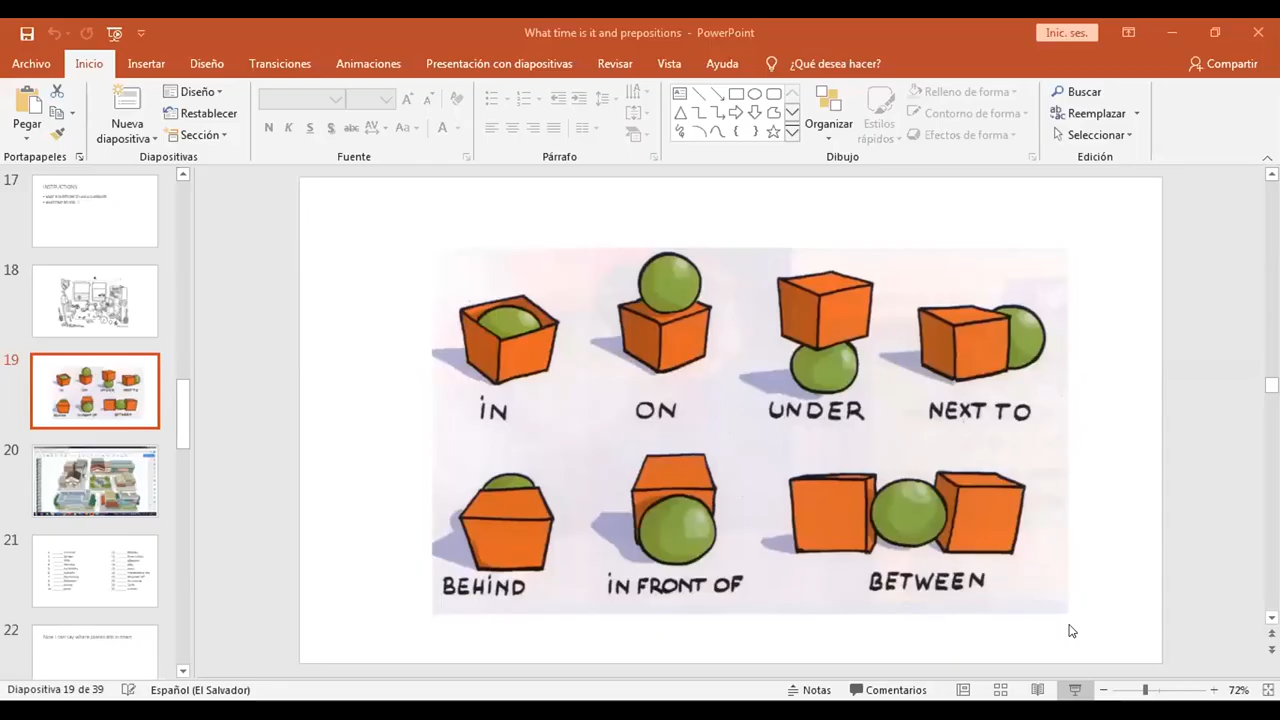 What time is it and prepositions - PowerPoint
Inic. ses.
Archivo
Inicio
Insertar
Diseño
Transiciones
Animaciones
Presentación con diapositivas
Revisar
Vista
Ayuda
¿Qué desea hacer?
Compartir
Pegar
Nueva
diapositiva
Diseño
Restablecer
Sección
N K S S abc AV Aa A
Organizar
Estilos
rápidos
Relleno de forma
Contorno de forma
Efectos de forma
Buscar
Reemplazar
Seleccionar
Portapapeles
Diapositivas
Fuente
Párrafo
Dibujo
Edición
17
INSTRUCTIONS
18
19
20
21
22
IN
ON
UNDER
NEXT TO
BEHIND
IN FRONT OF
BETWEEN
Diapositiva 19 de 39
Español (El Salvador)
Notas
Comentarios
72%